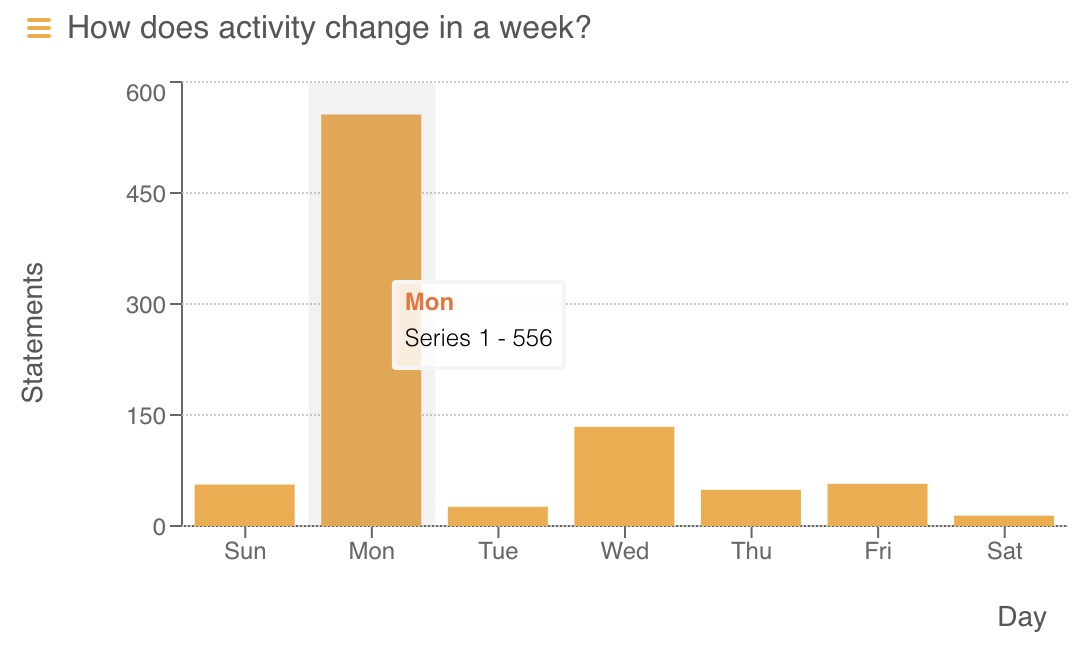 How does activity change in a week?
600
450
300
150
0
Statements
Mon
Series 1 - 556
Sun Mon Tue Wed Thu Fri Sat
Day